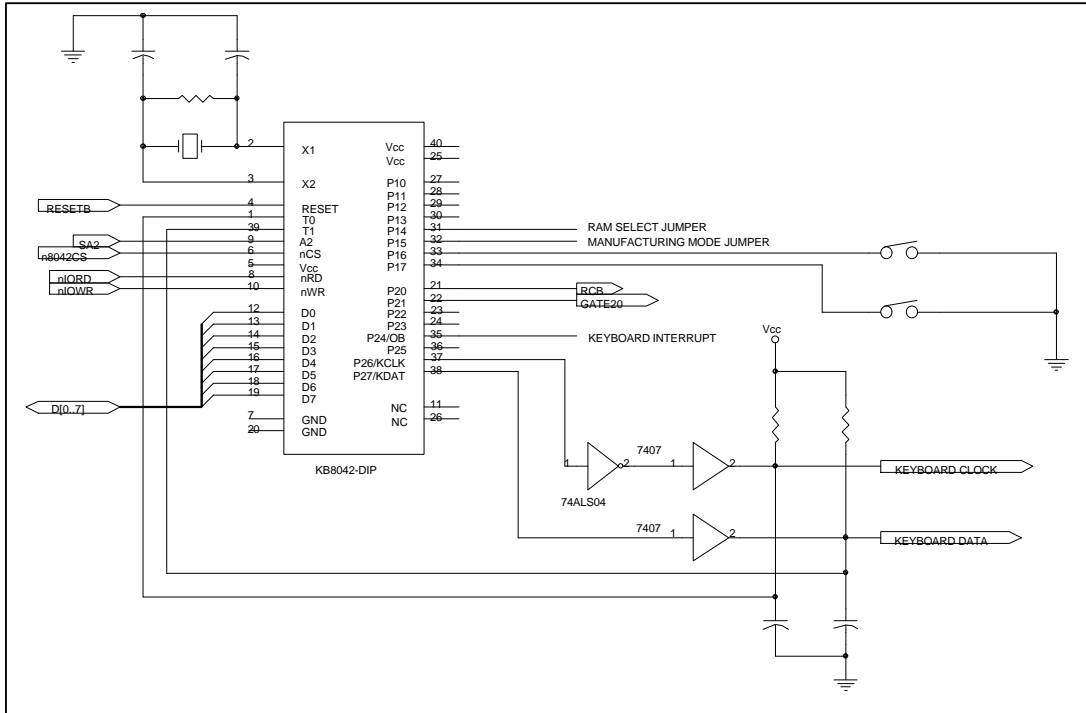 2 X1 Vcc 40
Vcc 25
3 X2 P10 27
P11 28
RESETB 4 RESET P12 29
1 T0 P13 30
39 T1 P14 31 RAM SELECT JUMPER
SA2 9 A2 P15 32 MANUFACTURING MODE JUMPER
n8042CS 6 nCS P16 33
5 Vcc P17 34
nIORD 8 nRD
nIOWR 10 nWR P20 21 RCB
P21 22 GATE20
12 D0 P22 23
13 D1 P23 24
14 D2 P24/OB 35 KEYBOARD INTERRUPT
15 D3 P25 36
16 D4 P26/KCLK 37
17 D5 P27/KDAT 38
18 D6
19 D7
D[0..7]
7 GND NC 11
20 GND NC 26
KB8042-DIP
Vcc
1 2 7407 1 2 KEYBOARD CLOCK
74ALS04
7407 1 2 KEYBOARD DATA